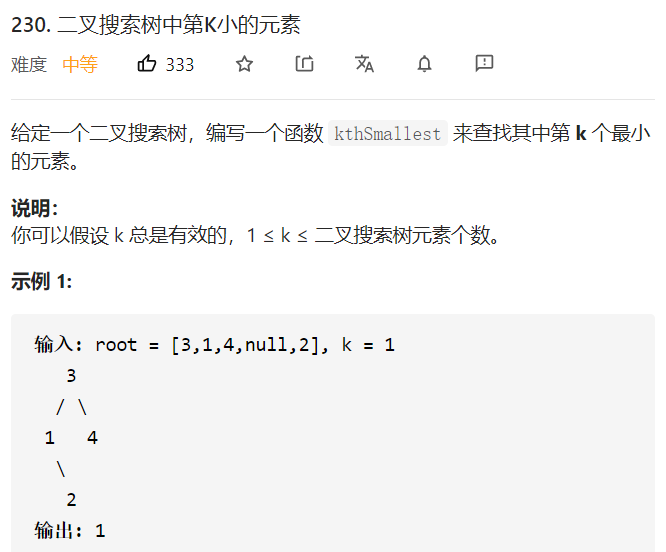 230. 二叉搜索树中第K小的元素
难度 中等 333
给定一个二叉搜索树，编写一个函数 kthSmallest 来查找其中第 k 个最小
的元素。
说明：
你可以假设 k 总是有效的，1 ≤ k ≤ 二叉搜索树元素个数。
示例 1:
输入: root = [3,1,4,null,2], k = 1
   3
  / \
 1   4
  \
   2
输出: 1